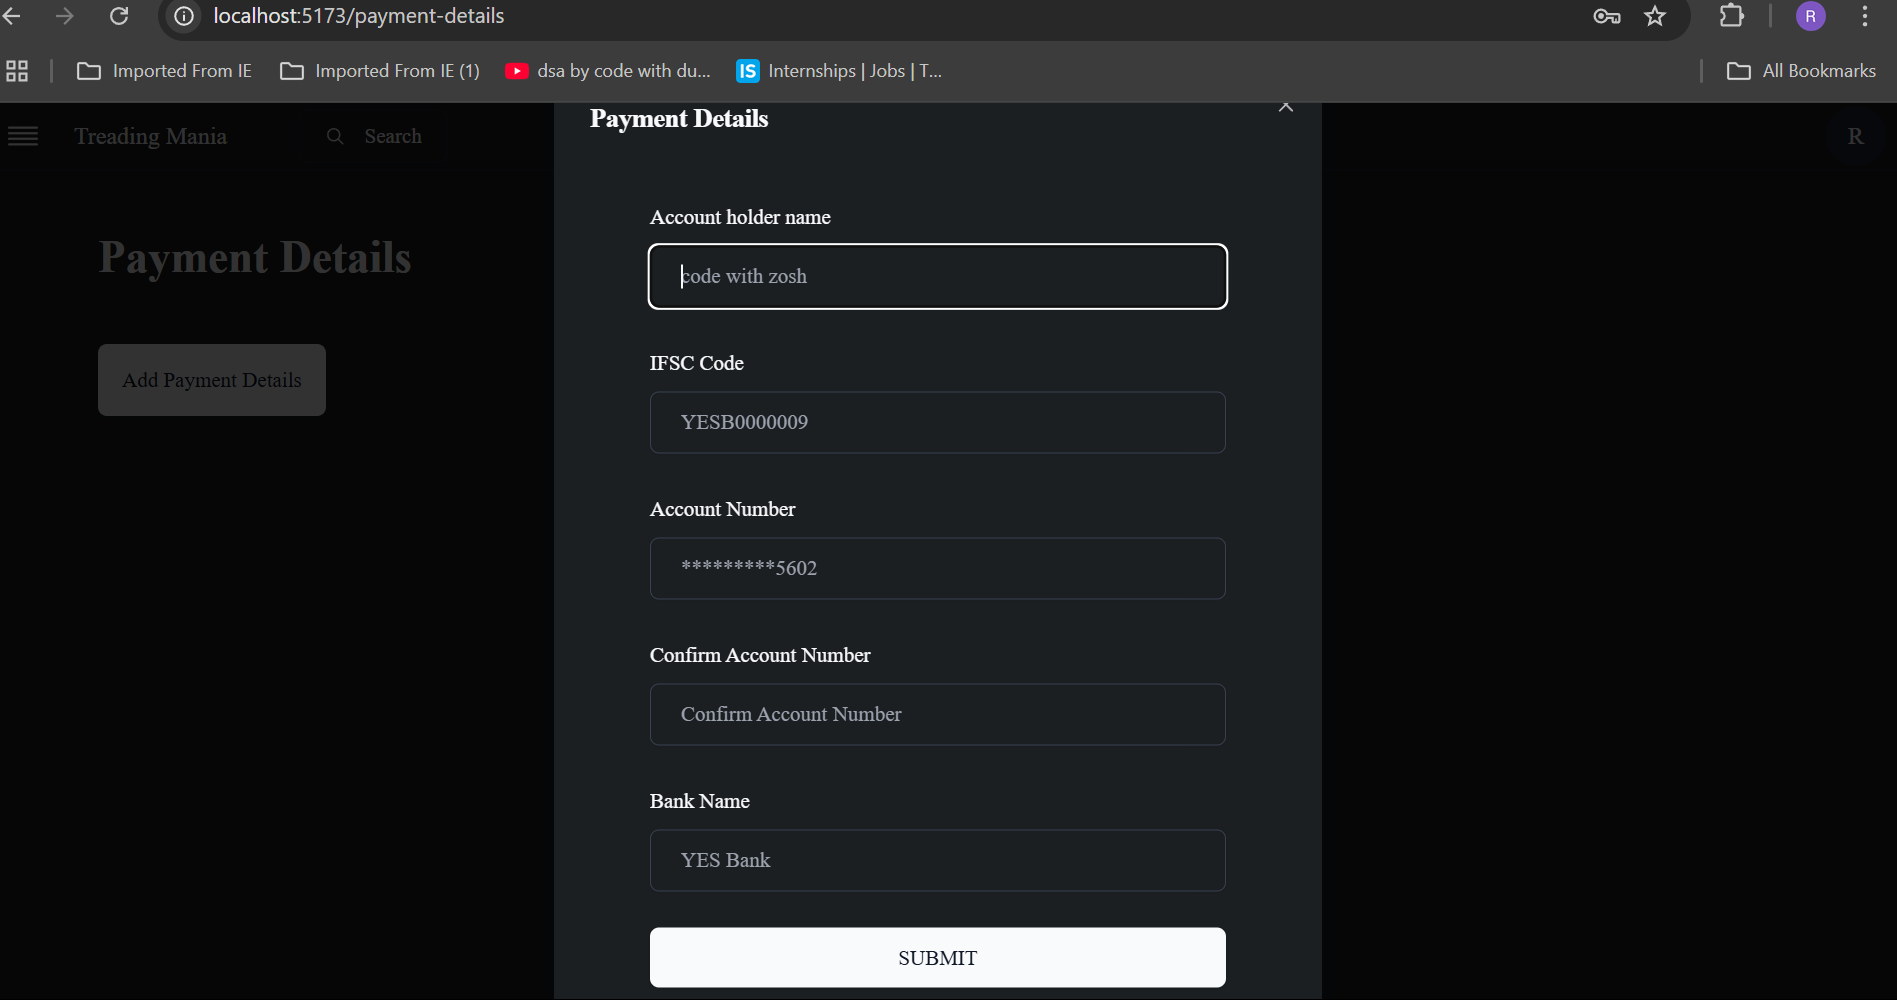 localhost:5173/payment-details
R
Imported From IE
Imported From IE (1)
dsa by code with du...
IS Internships | Jobs | T...
All Bookmarks
Treading Mania
Search
R
Payment Details
Add Payment Details
Payment Details
Account holder name
code with zosh
IFSC Code
YESB0000009
Account Number
*********5602
Confirm Account Number
Confirm Account Number
Bank Name
YES Bank
SUBMIT